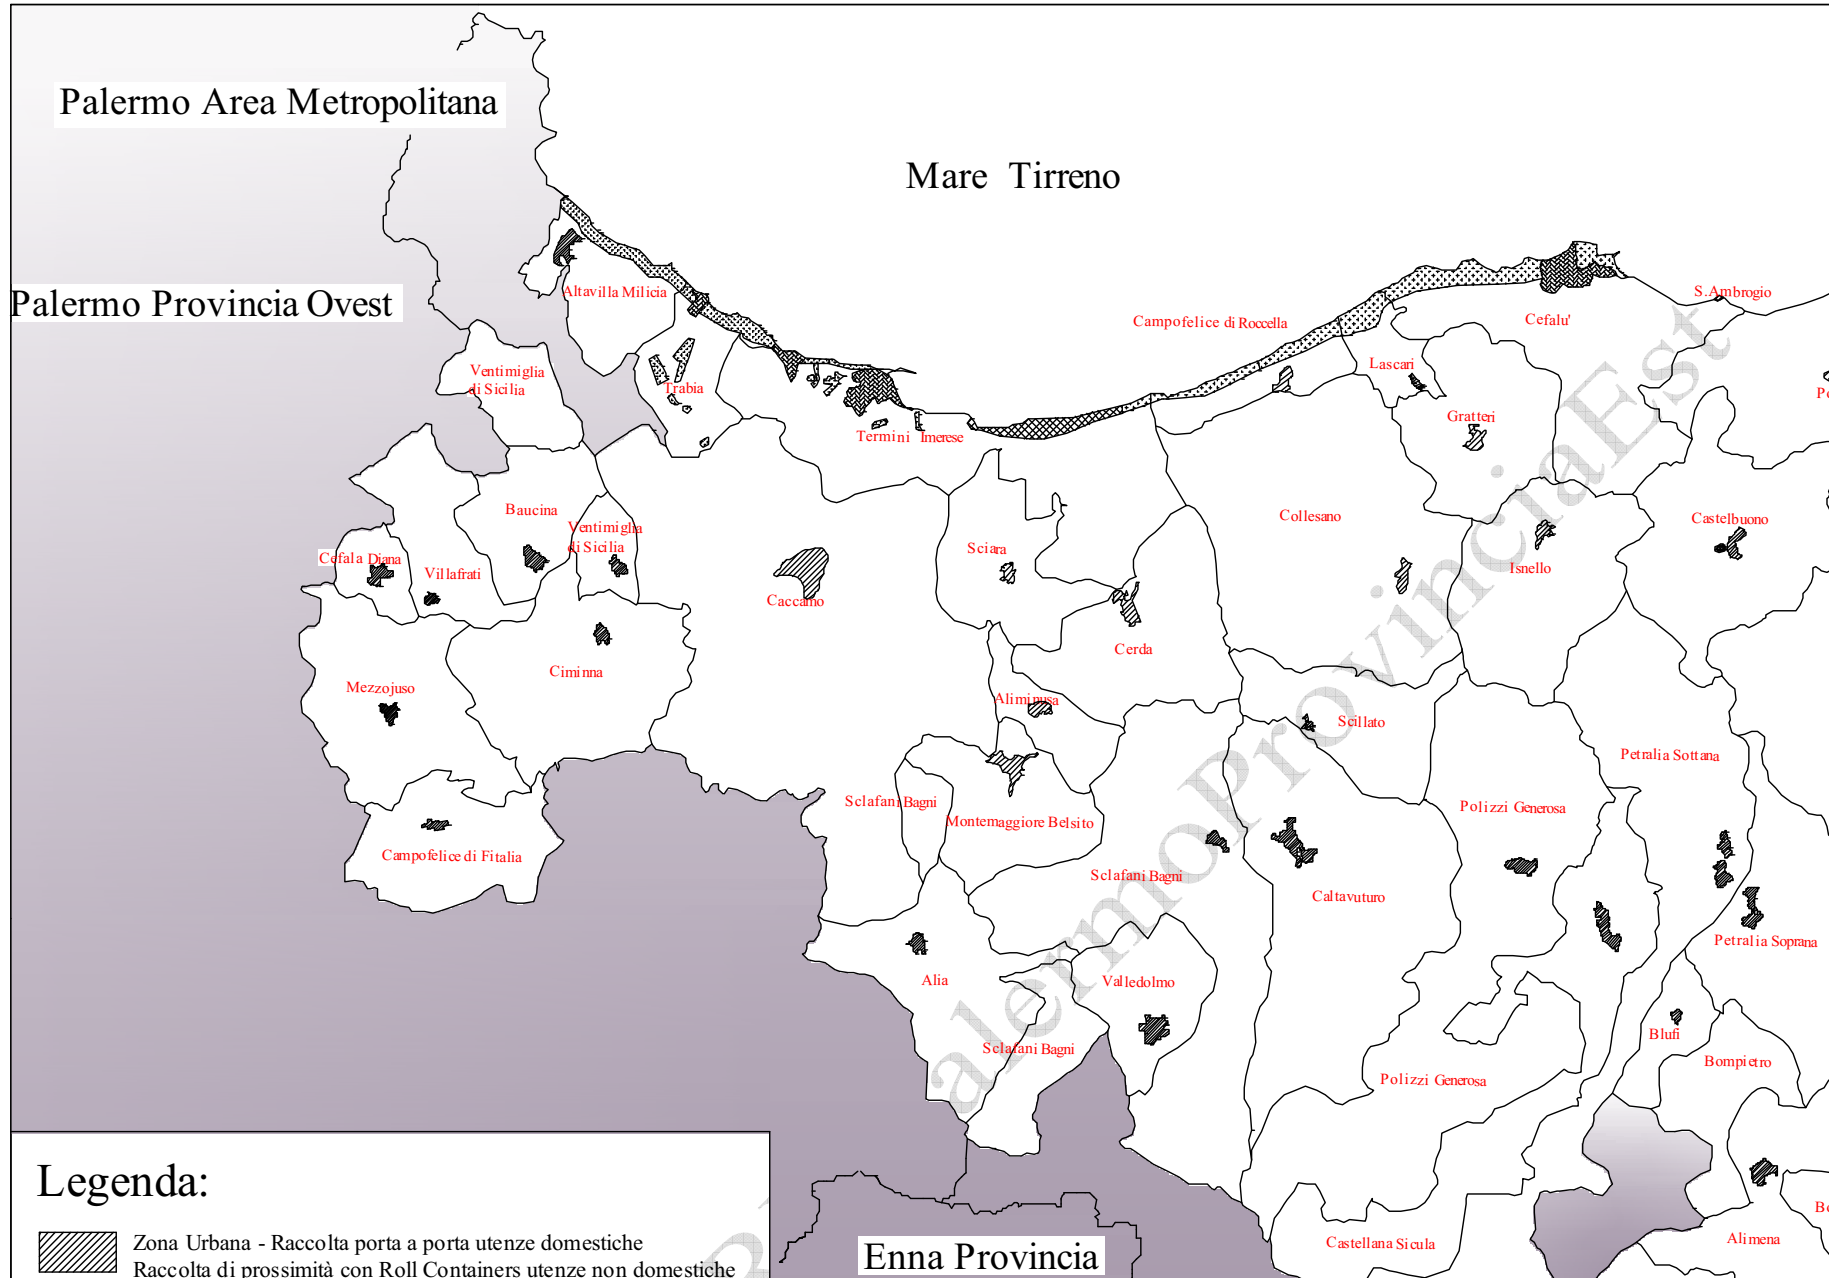 Palermo Area Metropolitana
Mare Tirreno
Palermo Provincia Ovest
Altavilla Milicia
S.Ambrogio
Campofelice di Roccella
Cefalu'
Ventimiglia
di Sicilia
Trabia
Lascari
Gratteri
Termini Imerese
Baucina
Ventimiglia
di Sicilia
Collesano
Castelbuono
Cefala Diana
Villafrati
Sciara
Isnello
Caccamo
Cerda
Ciminna
Mezzojuso
Aliminusa
Scillato
Petralia Sottana
Sclafani Bagni
Montemaggiore Belsito
Polizzi Generosa
Campofelice di Fitalia
Sclafani Bagni
Caltavuturo
Petralia Soprana
Alia
Valledolmo
Blufi
Sclafani Bagni
Bompietro
Polizzi Generosa
alermoProvinciaEst
Legenda:
Zona Urbana - Raccolta porta a porta utenze domestiche
Raccolta di prossimità con Roll Containers utenze non domestiche
Enna Provincia
Castellana Sicula
Alimena